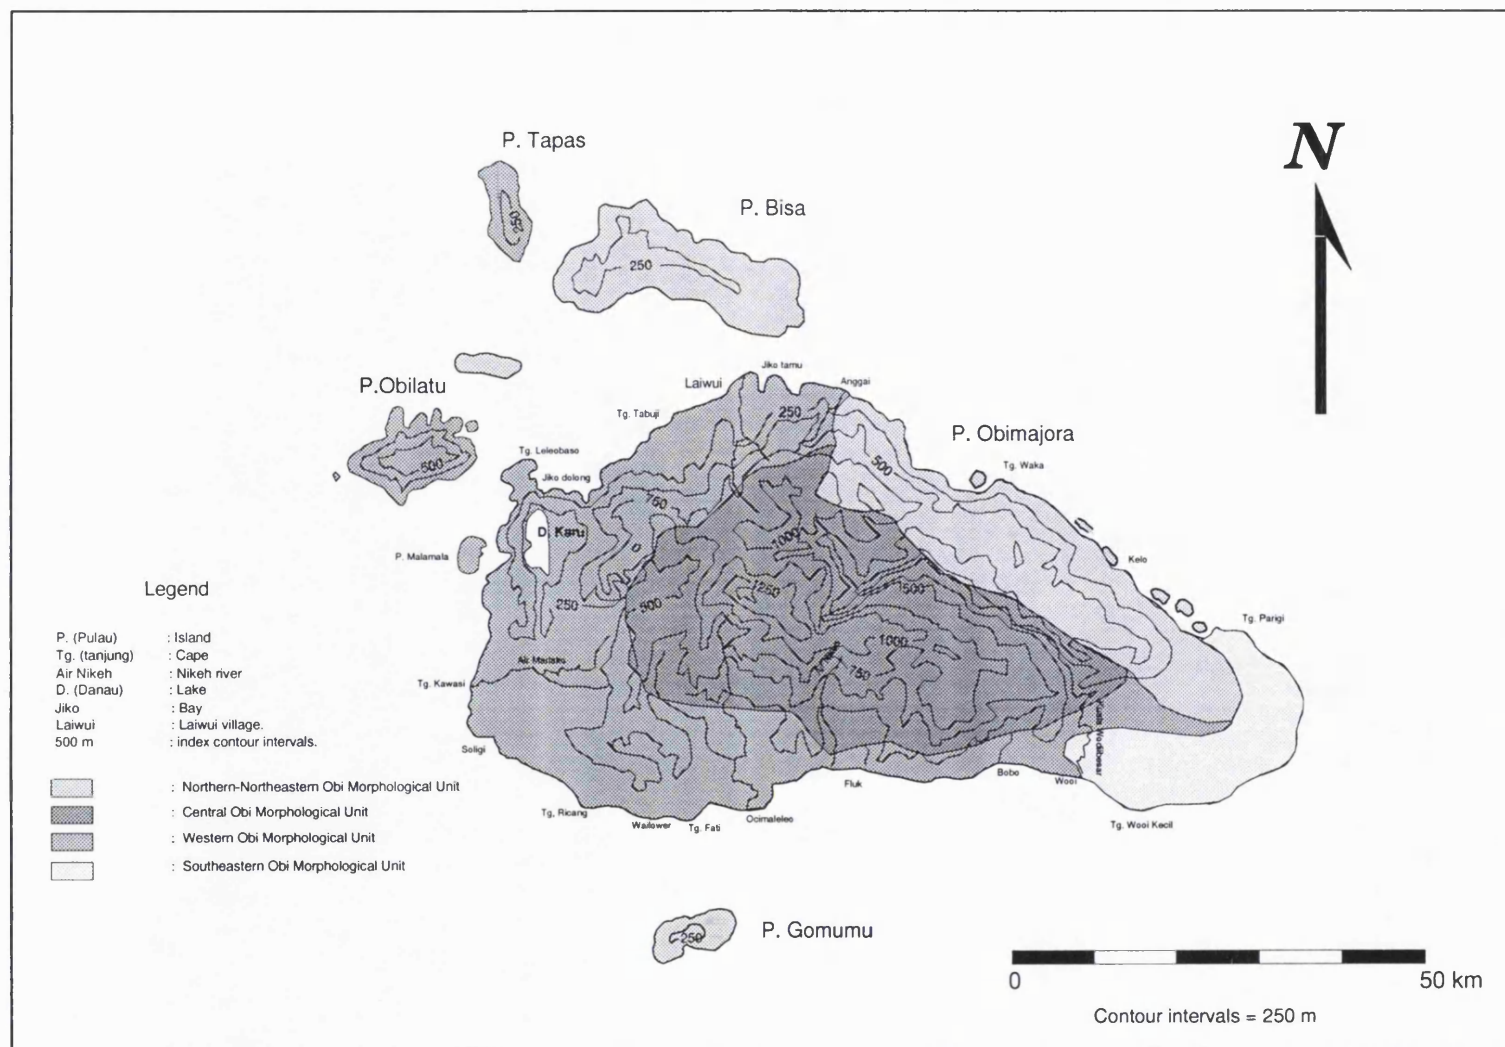 N
P. Tapas
250
P. Bisa
250
P.Obilatu
500
Laiwui
Jiko tamu
Anggai
Tg. Tabuji
250
P. Obimajora
500
Tg. Waka
Tg. Leleobaso
Jiko dolong
750
D. Karu
1000
P. Malamala
Kelo
250
500
1250
1500
Tg. Parigi
1000
750
Air Madaku
Tg. Kawasi
Soligi
Tg, Ricang
Wailower
Tg. Fati
Ocimaleleo
Fluk
Bobo
Wooi
Tg. Wooi Kecil
P. Gomumu
250
Legend
P. (Pulau) : Island
Tg. (tanjung) : Cape
Air Nikeh : Nikeh river
D. (Danau) : Lake
Jiko : Bay
Laiwui : Laiwui village.
500 m : index contour intervals.
: Northern-Northeastern Obi Morphological Unit
: Central Obi Morphological Unit
: Western Obi Morphological Unit
: Southeastern Obi Morphological Unit
0 50 km
Contour intervals = 250 m